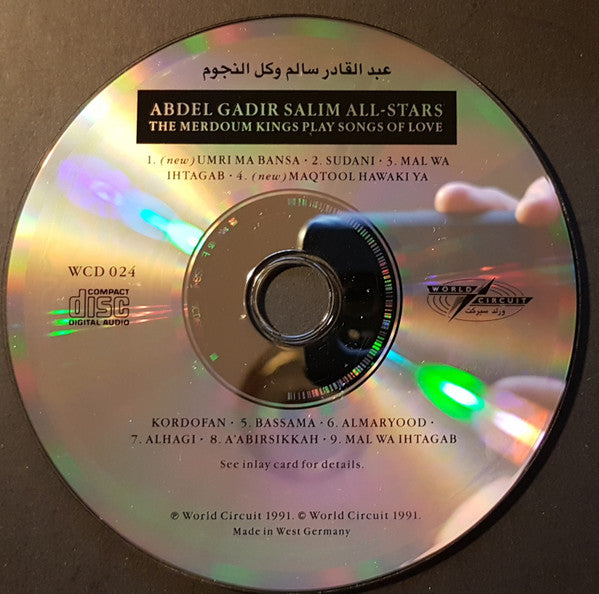 عبد القادر سالم وكل النجوم
ABDEL GADIR SALIM ALL-STARS
THE MERDOUM KINGS PLAY SONGS OF LOVE
1. (new) UMRI MA BANSA · 2. SUDANI · 3. MAL WA
IHTAGAB · 4. (new) MAQTOOL HAWAKI YA
WCD 024
COMPACT
disc
DIGITAL AUDIO
WORLD
CIRCUIT
ورلد سيركت
KORDOFAN · 5. BASSAMA · 6. ALMARYOOD ·
7. ALHAGI · 8. A'ABIRSIKKAH · 9. MAL WA IHTAGAB
See inlay card for details.
℗ World Circuit 1991. © World Circuit 1991.
Made in West Germany